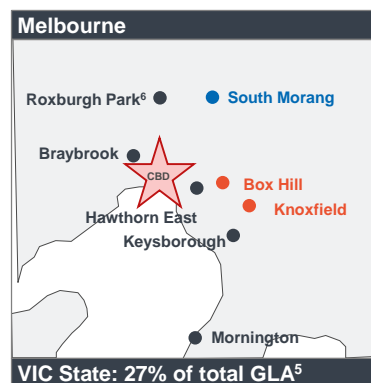 Melbourne
Roxburgh Park⁶
South Morang
Braybrook
CBD
Box Hill
Hawthorn East
Knoxfield
Keysborough
Mornington
VIC State: 27% of total GLA⁵